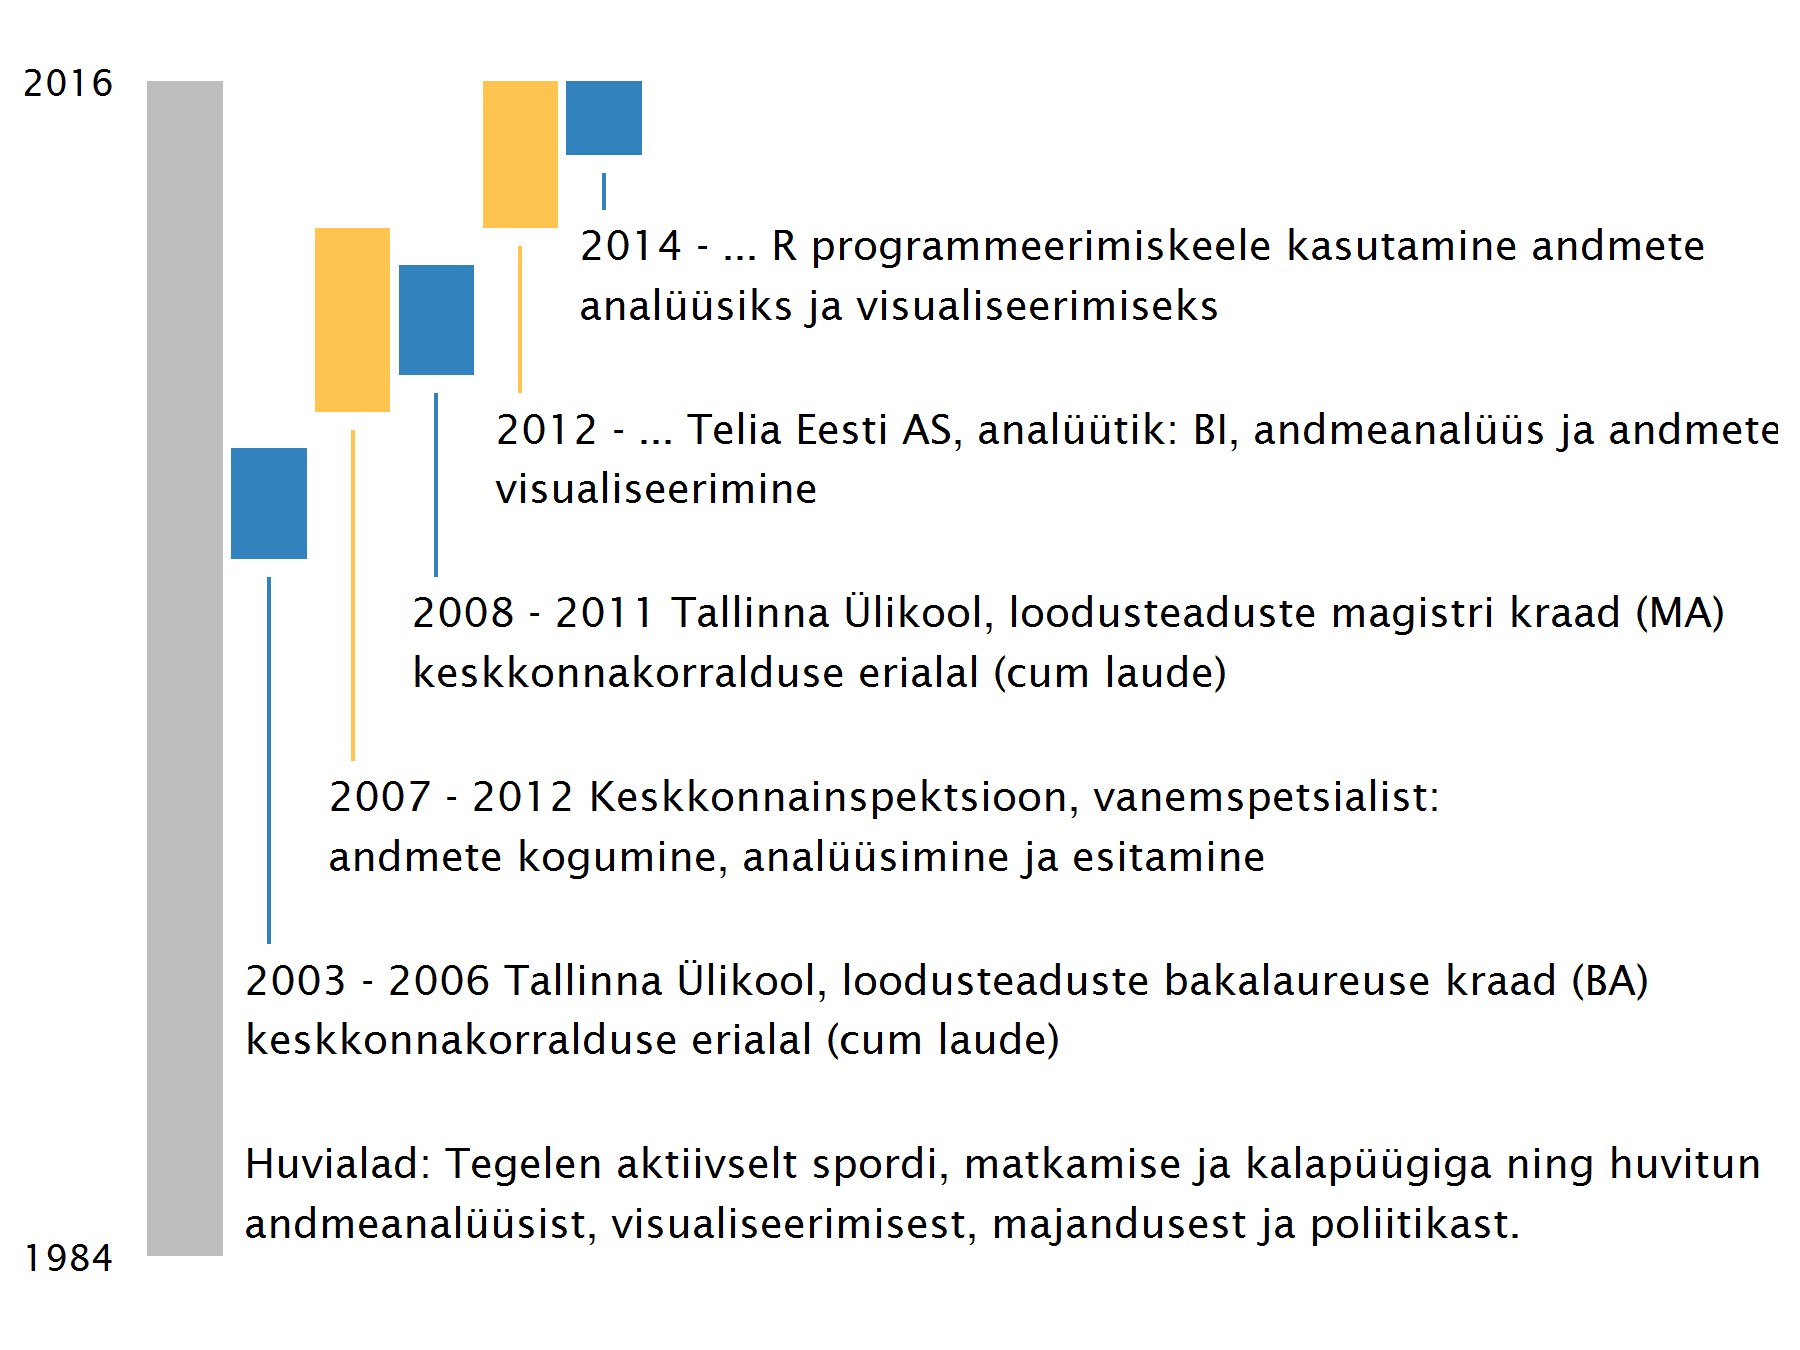 2016
2014 - ... R programmeerimiskeele kasutamine andmete
analüüsiks ja visualiseerimiseks
2012 - ... Telia Eesti AS, analüütik: BI, andmeanalüüs ja andmete
visualiseerimine
2008 - 2011 Tallinna Ülikool, loodusteaduste magistri kraad (MA)
keskkonnakorralduse erialal (cum laude)
2007 - 2012 Keskkonnainspektsioon, vanemspetsialist:
andmete kogumine, analüüsimine ja esitamine
2003 - 2006 Tallinna Ülikool, loodusteaduste bakalaureuse kraad (BA)
keskkonnakorralduse erialal (cum laude)
Huvialad: Tegelen aktiivselt spordi, matkamise ja kalapüügiga ning huvitun
andmeanalüüsist, visualiseerimisest, majandusest ja poliitikast.
1984